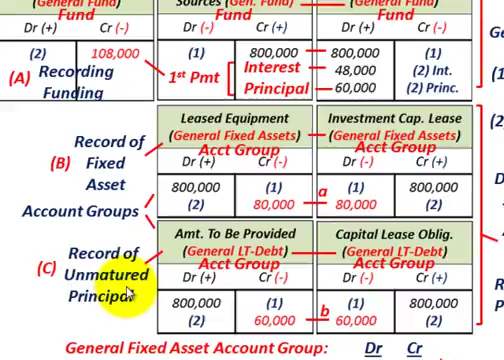 (General Fund)
Fund
Dr (+) Cr (-)
(2) 108,000
Sources (Gen. Fund)
Fund
Dr (-) Cr (+)
(1) 800,000
(General Fund)
Fund
Dr (+) Cr (-)
800,000 (1)
48,000 (2) Int.
60,000 (2) Princ.
(A) Recording
Funding
1st Pmt
Interest
Principal
(1)
(2)
(B) Record of
Fixed
Asset
Leased Equipment
(General Fixed Assets)
Acct Group
Dr (+) Cr (-)
800,000 (1)
(2) 80,000
a
Investment Cap. Lease
(General Fixed Assets)
Acct Group
Dr (-) Cr (+)
(1) 800,000
80,000 (2)
Account Groups
(C) Record of
Unmatured
Principal
Amt. To be Provided
(General LT-Debt)
Acct Group
Dr (+) Cr (-)
800,000 (1)
(2) 60,000
b
Capital Lease Oblig.
(General LT-Debt)
Acct Group
Dr (-) Cr (+)
(1) 800,000
60,000 (2)
General Fixed Asset Account Group: Dr Cr